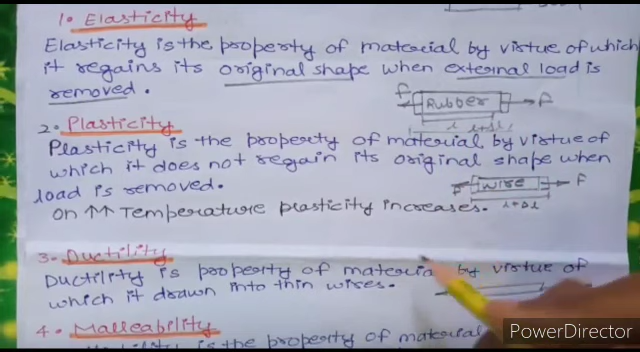 1. Elasticity
Elasticity is the property of material by virtue of which
it regains its original shape when external load is
removed.
F Rubber F
2. Plasticity
Plasticity is the property of material by virtue of
which it does not regain its original shape when
load is removed.
wire F
l+Δl
On ↑↑ Temperature plasticity increases.
3. Ductility
Ductility is property of material by virtue of
which it drawn into thin wires.
4. Malleability
is the property of material
PowerDirector